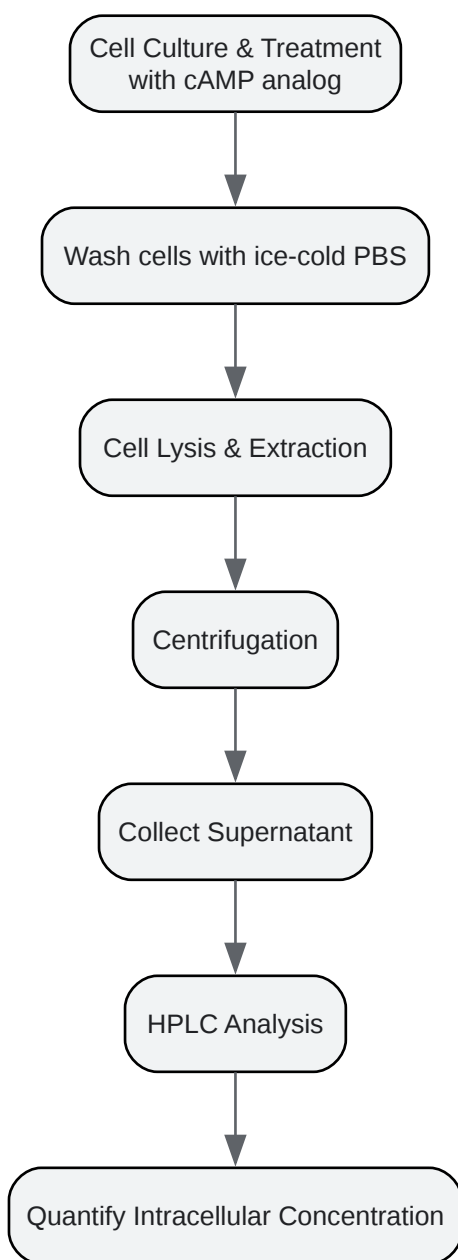 Cell Culture & Treatment
with cAMP analog
Wash cells with ice-cold PBS
Cell Lysis & Extraction
Centrifugation
Collect Supernatant
HPLC Analysis
Quantify Intracellular Concentration